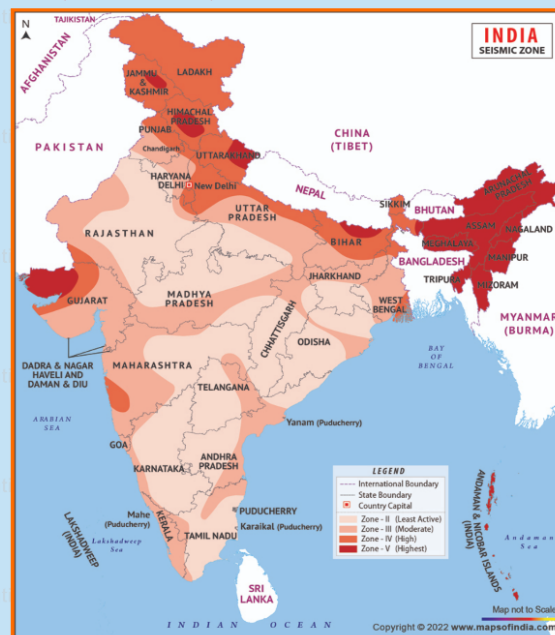 N
TAJIKISTAN
INDIA
SEISMIC ZONE
AFGHANISTAN
LADAKH
JAMMU
&
KASHMIR
HIMACHAL
PRADESH
PUNJAB
Chandigarh
UTTARAKHAND
CHINA
(TIBET)
PAKISTAN
HARYANA
DELHI
New Delhi
NEPAL
ARUNACHAL
PRADESH
SIKKIM
BHUTAN
UTTAR
PRADESH
RAJASTHAN
ASSAM
NAGALAND
BIHAR
MEGHALAYA
MANIPUR
BANGLADESH
JHARKHAND
TRIPURA
MIZORAM
GUJARAT
MADHYA
PRADESH
WEST
BENGAL
CHHATTISGARH
MYANMAR
(BURMA)
ODISHA
DADRA & NAGAR
HAVELI AND
DAMAN & DIU
MAHARASHTRA
BAY
OF
BENGAL
TELANGANA
ARABIAN
SEA
Yanam (Puducherry)
GOA
ANDHRA
PRADESH
KARNATAKA
LEGEND
International Boundary
State Boundary
Country Capital
Zone - II (Least Active)
Zone - III (Moderate)
Zone - IV (High)
Zone - V (Highest)
ANDAMAN &
NICOBAR ISLANDS
(INDIA)
Andaman
Sea
PUDUCHERRY
Mahe
(Puducherry)
Karaikal (Puducherry)
KERALA
TAMIL NADU
LAKSHADWEEP
(INDIA)
Lakshadweep
Sea
SRI
LANKA
Map not to Scale
INDIAN OCEAN
Copyright © 2022 www.mapsofindia.com